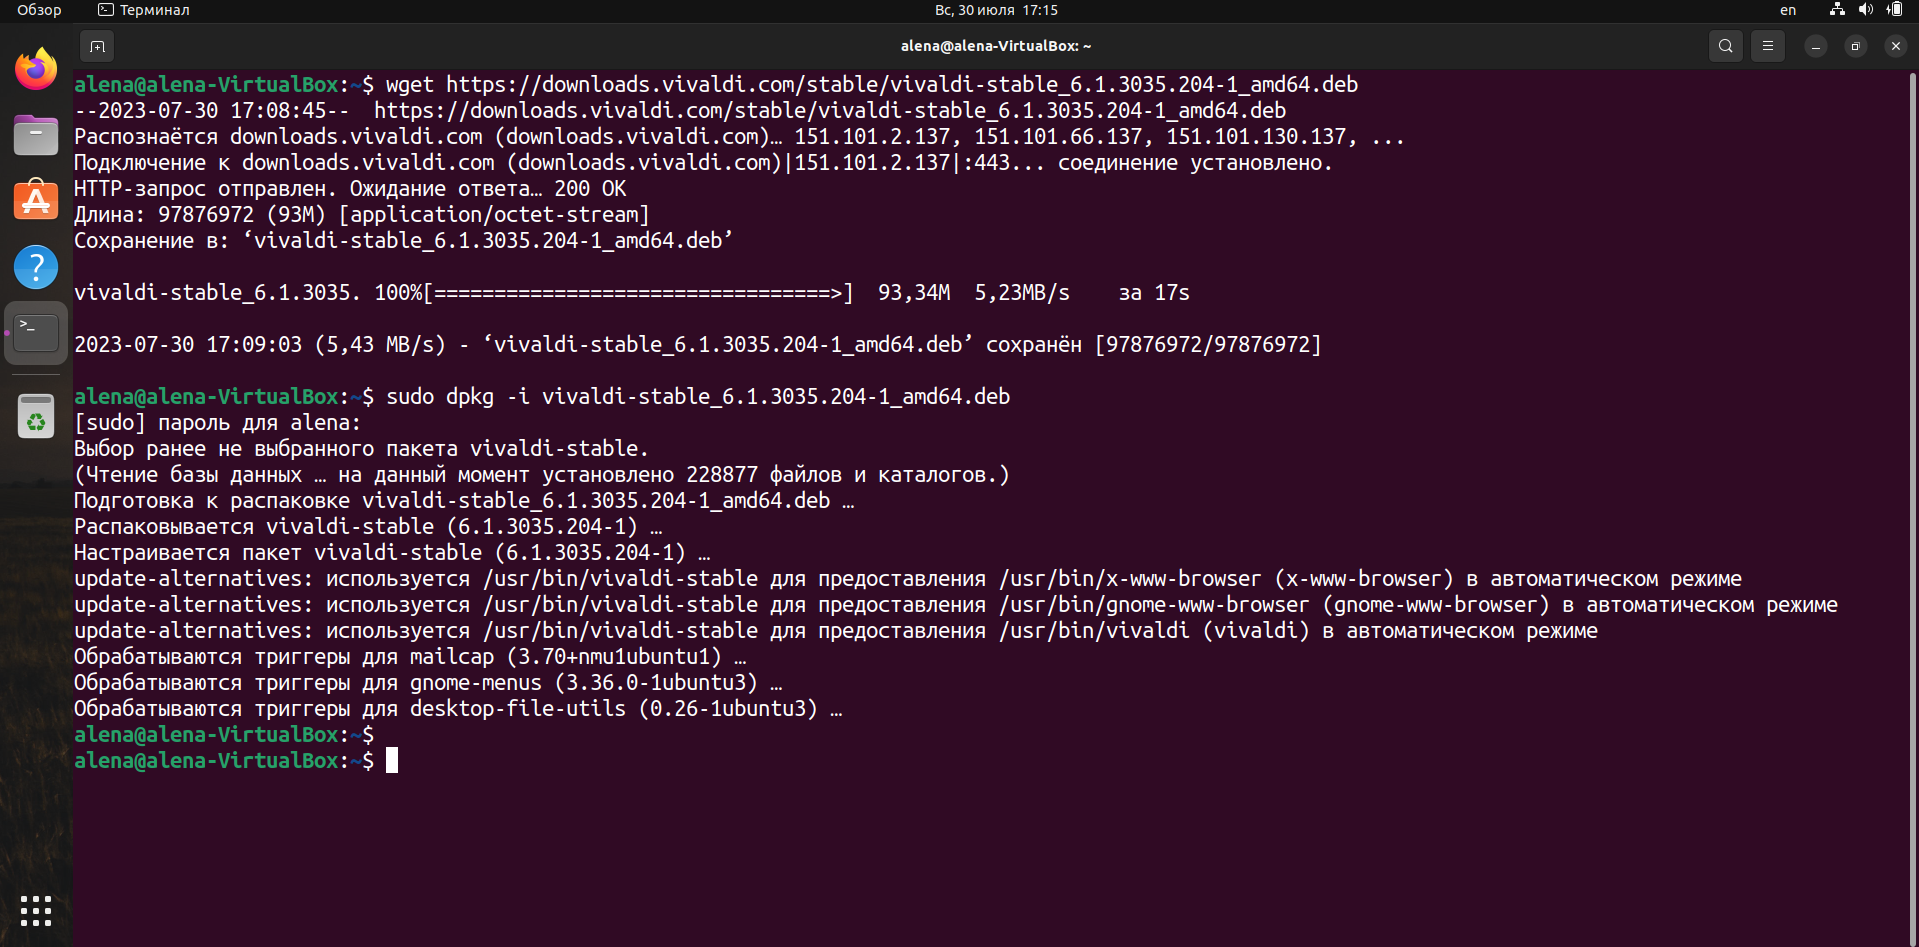 Обзор
Терминал
Вс, 30 июля 17:15
en
alena@alena-VirtualBox: ~
alena@alena-VirtualBox:~$ wget https://downloads.vivaldi.com/stable/vivaldi-stable_6.1.3035.204-1_amd64.deb
--2023-07-30 17:08:45--  https://downloads.vivaldi.com/stable/vivaldi-stable_6.1.3035.204-1_amd64.deb
Распознаётся downloads.vivaldi.com (downloads.vivaldi.com)… 151.101.2.137, 151.101.66.137, 151.101.130.137, ...
Подключение к downloads.vivaldi.com (downloads.vivaldi.com)|151.101.2.137|:443... соединение установлено.
HTTP-запрос отправлен. Ожидание ответа… 200 OK
Длина: 97876972 (93M) [application/octet-stream]
Сохранение в: ‘vivaldi-stable_6.1.3035.204-1_amd64.deb’
vivaldi-stable_6.1.3035. 100%[=================================>]  93,34M  5,23MB/s    за 17s
2023-07-30 17:09:03 (5,43 MB/s) - ‘vivaldi-stable_6.1.3035.204-1_amd64.deb’ сохранён [97876972/97876972]
alena@alena-VirtualBox:~$ sudo dpkg -i vivaldi-stable_6.1.3035.204-1_amd64.deb
[sudo] пароль для alena:
Выбор ранее не выбранного пакета vivaldi-stable.
(Чтение базы данных … на данный момент установлено 228877 файлов и каталогов.)
Подготовка к распаковке vivaldi-stable_6.1.3035.204-1_amd64.deb …
Распаковывается vivaldi-stable (6.1.3035.204-1) …
Настраивается пакет vivaldi-stable (6.1.3035.204-1) …
update-alternatives: используется /usr/bin/vivaldi-stable для предоставления /usr/bin/x-www-browser (x-www-browser) в автоматическом режиме
update-alternatives: используется /usr/bin/vivaldi-stable для предоставления /usr/bin/gnome-www-browser (gnome-www-browser) в автоматическом режиме
update-alternatives: используется /usr/bin/vivaldi-stable для предоставления /usr/bin/vivaldi (vivaldi) в автоматическом режиме
Обрабатываются триггеры для mailcap (3.70+nmu1ubuntu1) …
Обрабатываются триггеры для gnome-menus (3.36.0-1ubuntu3) …
Обрабатываются триггеры для desktop-file-utils (0.26-1ubuntu3) …
alena@alena-VirtualBox:~$
alena@alena-VirtualBox:~$